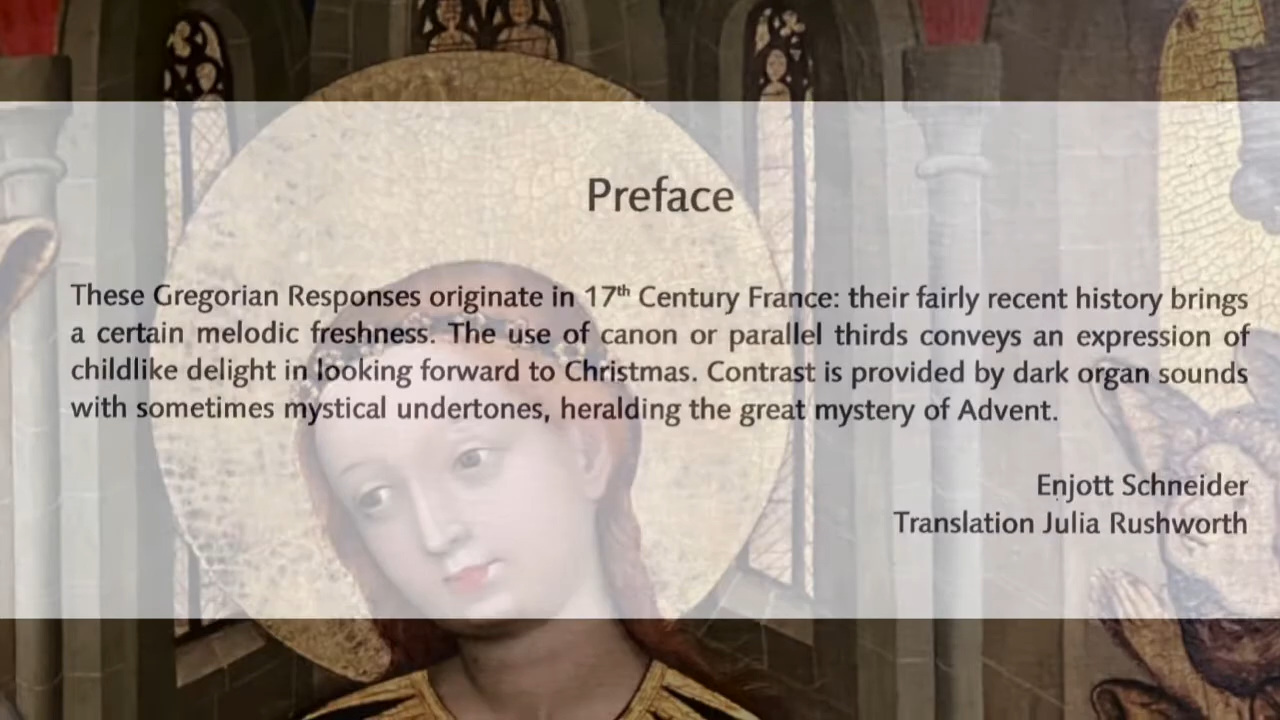 Preface
These Gregorian Responses originate in 17th Century France: their fairly recent history brings
a certain melodic freshness. The use of canon or parallel thirds conveys an expression of
childlike delight in looking forward to Christmas. Contrast is provided by dark organ sounds
with sometimes mystical undertones, heralding the great mystery of Advent.
Enjott Schneider
Translation Julia Rushworth